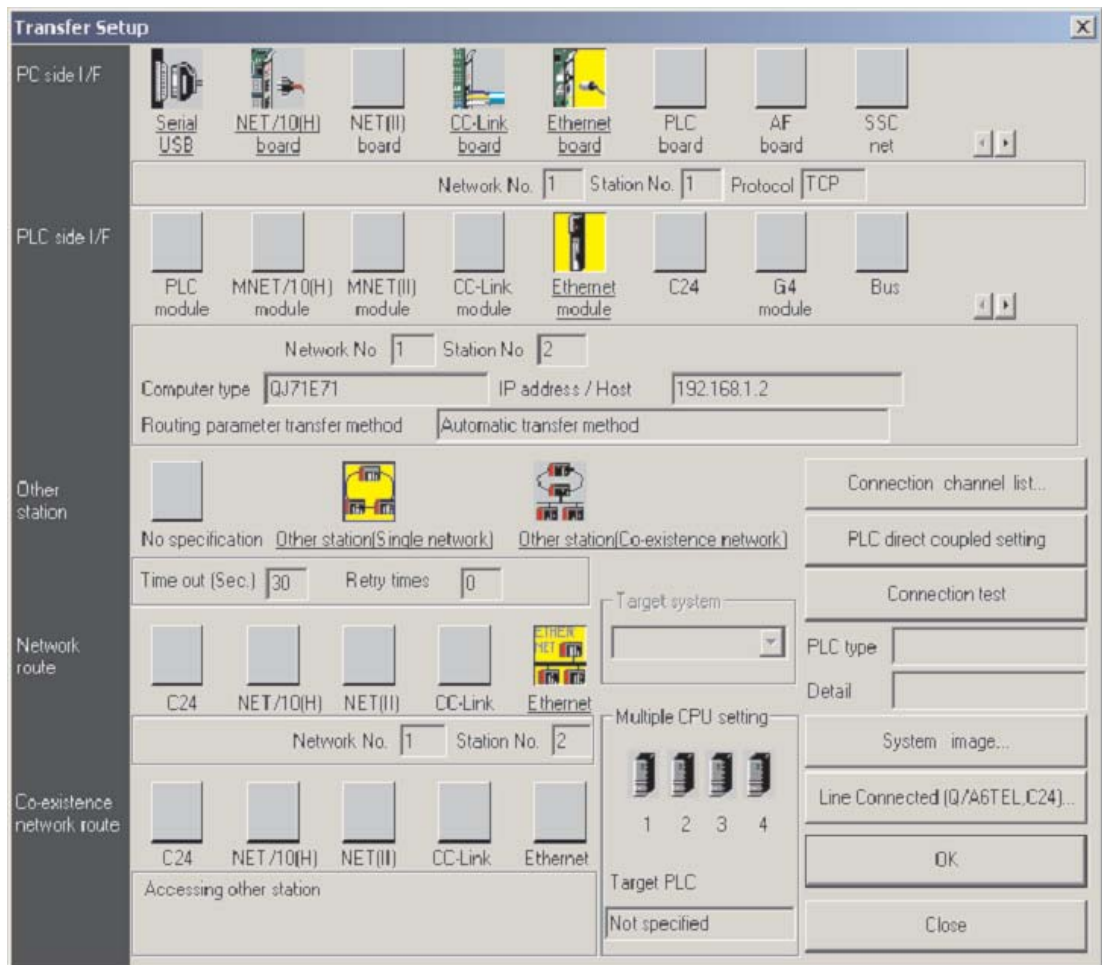 Transfer Setup
PC side I/F
Serial
USB
NET/10(H)
board
NET(II)
board
CC-Link
board
Ethernet
board
PLC
board
AF
board
SSC
net
Network No. 1 Station No. 1 Protocol TCP
PLC side I/F
PLC
module
MNET/10(H)
module
MNET(II)
module
CC-Link
module
Ethernet
module
C24
G4
module
Bus
Network No 1 Station No 2
Computer type QJ71E71 IP address / Host 192.168.1.2
Routing parameter transfer method Automatic transfer method
Other
station
No specification
Other station(Single network)
Other station(Co-existence network)
Time out (Sec.) 30 Retry times 0
Connection channel list...
PLC direct coupled setting
Connection test
Target system
PLC type
Detail
Network
route
ETHER
NET
C24 NET/10(H) NET(II) CC-Link Ethernet
Network No. 1 Station No. 2
Multiple CPU setting
1 2 3 4
Target PLC
Not specified
System image...
Line Connected (Q/A6TEL,C24)...
OK
Close
Co-existence
network route
C24 NET/10(H) NET(II) CC-Link Ethernet
Accessing other station